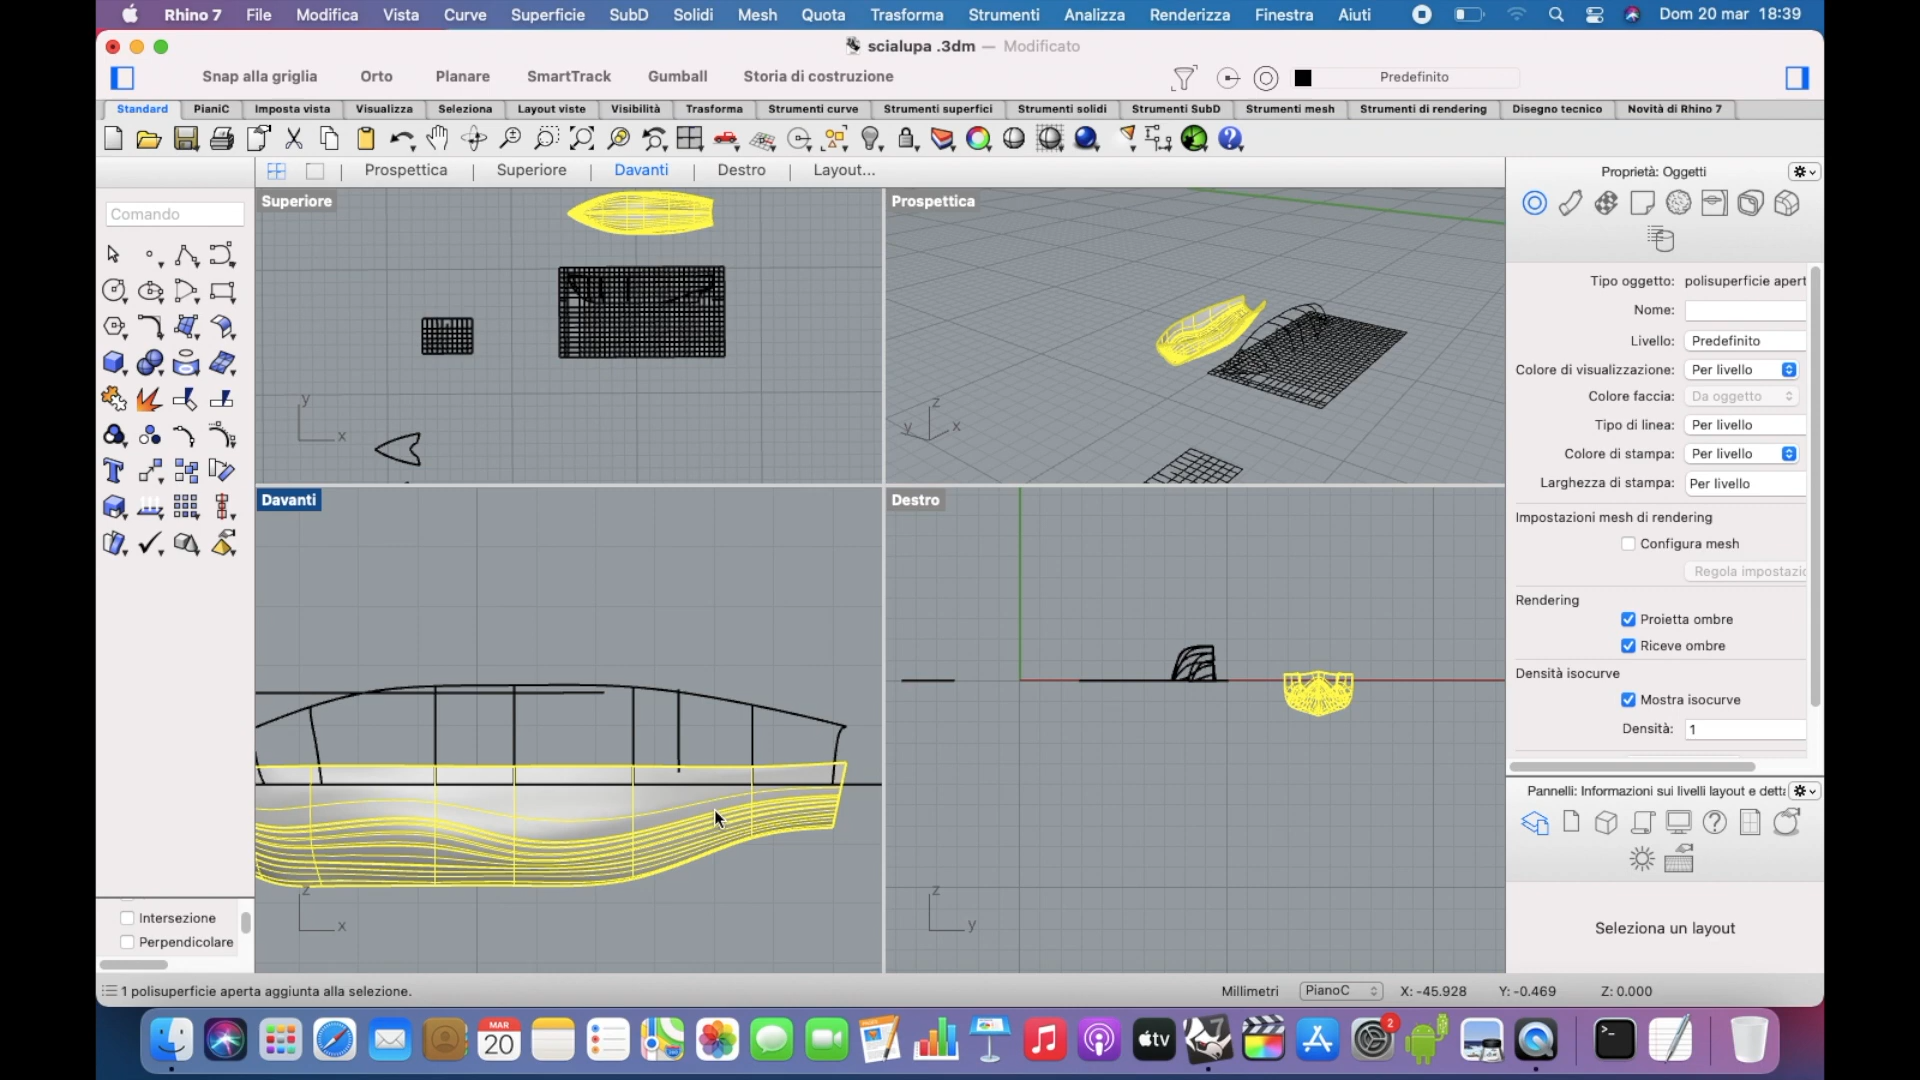 Rhino 7 File Modifica Vista Curve Superficie SubD Solidi Mesh Quota Trasforma Strumenti Analizza Renderizza Finestra Aiuti Dom 20 mar 18:39
scialupa .3dm — Modificato
Snap alla griglia Orto Planare SmartTrack Gumball Storia di costruzione Predefinito
Standard PianiC Imposta vista Visualizza Seleziona Layout viste Visibilità Trasforma Strumenti curve Strumenti superfici Strumenti solidi Strumenti SubD Strumenti mesh Strumenti di rendering Disegno tecnico Novità di Rhino 7
Prospettica Superiore Davanti Destro Layout...
Proprietà: Oggetti
Comando
Superiore
Prospettica
Tipo oggetto: polisuperficie apert
Nome:
Livello: Predefinito
Colore di visualizzazione: Per livello
Colore faccia: Da oggetto
Tipo di linea: Per livello
Colore di stampa: Per livello
Larghezza di stampa: Per livello
Impostazioni mesh di rendering
Configura mesh
Regola impostazio
Rendering
Proietta ombre
Riceve ombre
Densità isocurve
Mostra isocurve
Densità: 1
y
x
z
y
x
Davanti
Destro
z
x
z
y
Pannelli: Informazioni sui livelli layout e detta
Seleziona un layout
Intersezione
Perpendicolare
1 polisuperficie aperta aggiunta alla selezione. Millimetri PianoC X: -45.928 Y: -0.469 Z: 0.000
MAR
20
tv
7
2